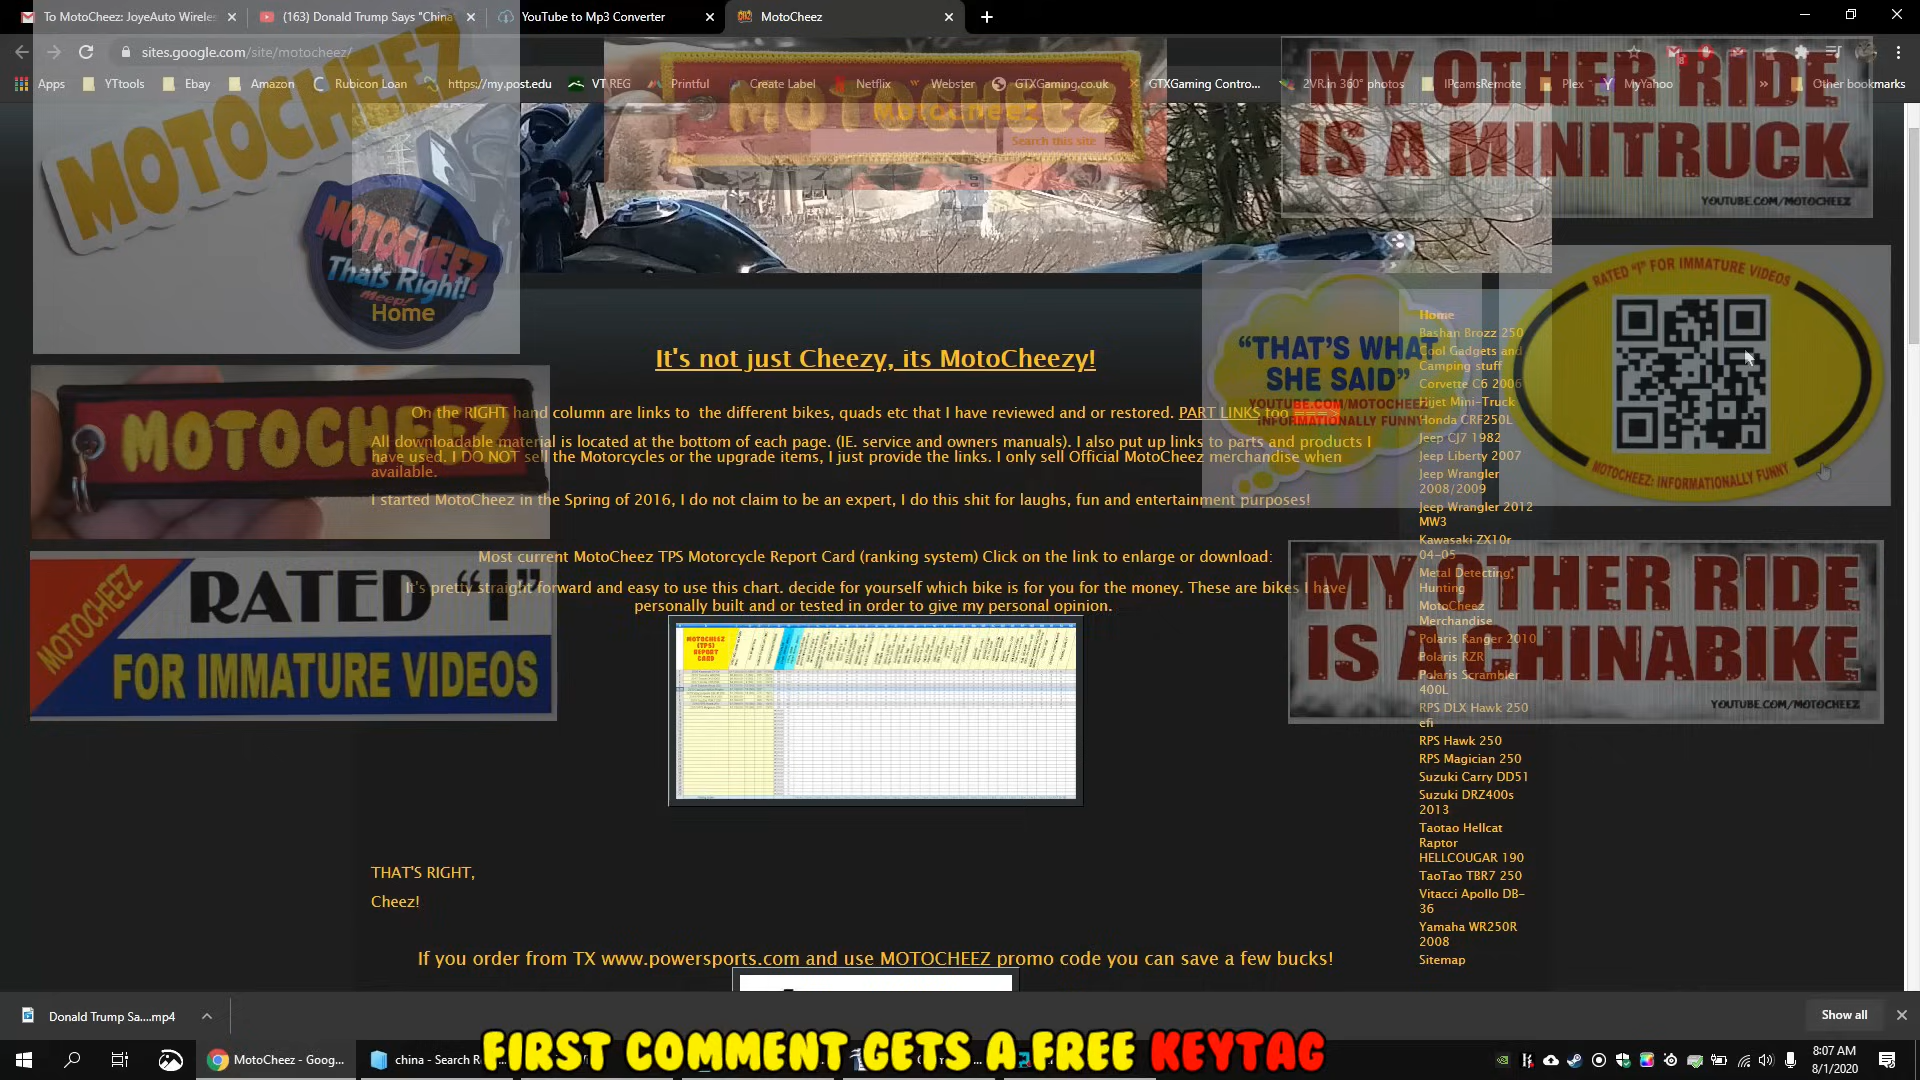 To MotoCheez: JoyeAuto Wireles
(163) Donald Trump Says "China
YouTube to Mp3 Converter
MotoCheez
sites.google.com/site/motocheez/
Apps
YTtools
Ebay
Amazon
Rubicon Loan
https://my.post.edu
VT REG
Printful
Create Label
Netflix
Webster
GTXGaming.co.uk
GTXGaming Contro...
2VR.in 360° photos
IPcamsRemote
Plex
MyYahoo
»
Other bookmarks
MOTOCHEEZ
MOTOCHEEZ
Thats Right!
Meep!
Home
MOTOCHEEZ
MotoCheez
Search this site
MY OTHER RIDE
IS A MINITRUCK
YOUTUBE.COM/MOTOCHEEZ
RATED "I" FOR IMMATURE VIDEOS
MOTOCHEEZ: INFORMATIONALLY FUNNY
"THAT'S WHAT
SHE SAID"
YOUTUBE.COM/MOTOCHEEZ
INFORMATIONALLY FUNNY
MOTOCHEEZ
MOTOCHEEZ
RATED "I"
FOR IMMATURE VIDEOS
MY OTHER RIDE
IS A CHINABIKE
YOUTUBE.COM/MOTOCHEEZ
It's not just Cheezy, its MotoCheezy!
On the RIGHT hand column are links to the different bikes, quads etc that I have reviewed and or restored. PART LINKS too ===>
All downloadable material is located at the bottom of each page. (IE. service and owners manuals). I also put up links to parts and products I
have used. I DO NOT sell the Motorcycles or the upgrade items, I just provide the links. I only sell Official MotoCheez merchandise when
available.
I started MotoCheez in the Spring of 2016, I do not claim to be an expert, I do this shit for laughs, fun and entertainment purposes!
Most current MotoCheez TPS Motorcycle Report Card (ranking system) Click on the link to enlarge or download:
It's pretty straight forward and easy to use this chart. decide for yourself which bike is for you for the money. These are bikes I have
personally built and or tested in order to give my personal opinion.
MOTOCHEEZ
(TPS)
REPORT
CARD
THAT'S RIGHT,
Cheez!
If you order from TX www.powersports.com and use MOTOCHEEZ promo code you can save a few bucks!
Home
Bashan Brozz 250
Cool Gadgets and
Camping stuff
Corvette C6 2006
Hijet Mini-Truck
Honda CRF250L
Jeep CJ7 1982
Jeep Liberty 2007
Jeep Wrangler
2008/2009
Jeep Wrangler 2012
MW3
Kawasaki ZX10r
04-05
Metal Detecting,
Hunting
MotoCheez
Merchandise
Polaris Ranger 2010
Polaris RZR
Polaris Scrambler
400L
RPS DLX Hawk 250
efi
RPS Hawk 250
RPS Magician 250
Suzuki Carry DD51
Suzuki DRZ400s
2013
Taotao Hellcat
Raptor
HELLCOUGAR 190
TaoTao TBR7 250
Vitacci Apollo DB-
36
Yamaha WR250R
2008
Sitemap
Donald Trump Sa....mp4
Show all
MotoCheez - Goog...
china - Search R
FIRST COMMENT GETS A FREE KEYTAG
8:07 AM
8/1/2020